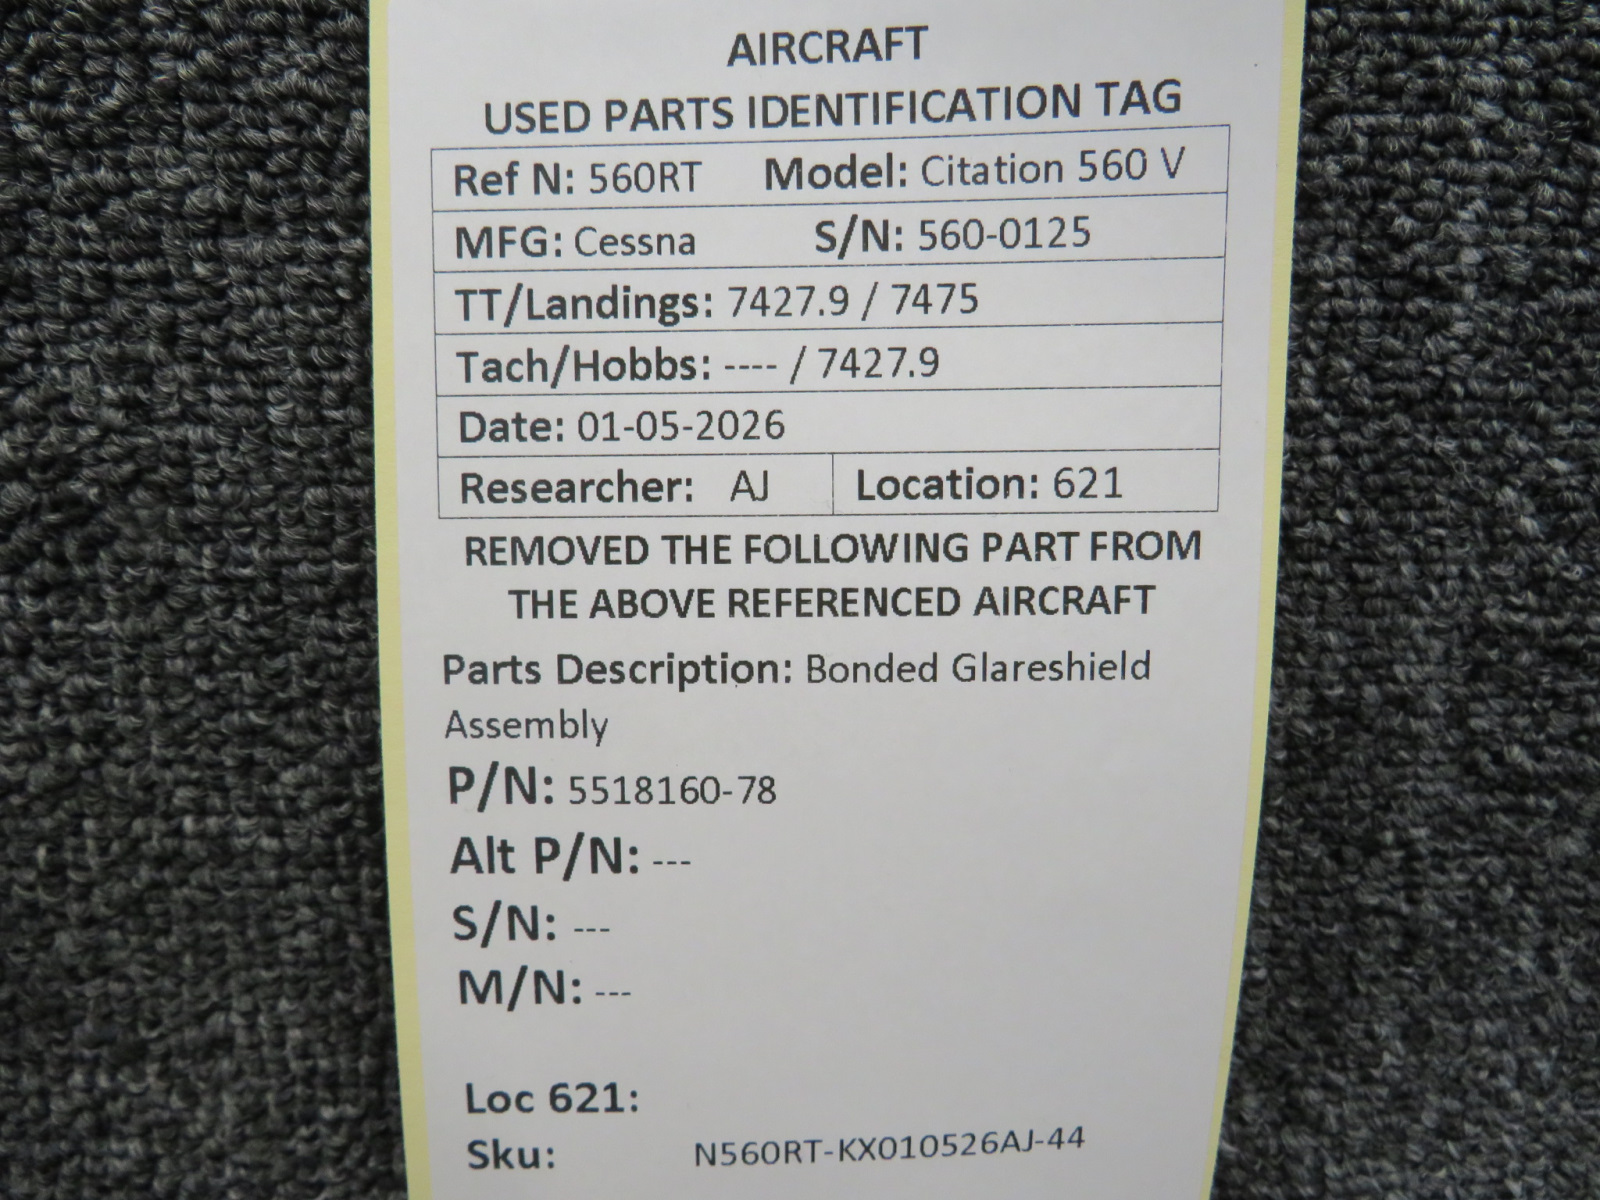 AIRCRAFT
USED PARTS IDENTIFICATION TAG
Ref N: 560RT Model: Citation 560 V
MFG: Cessna S/N: 560-0125
TT/Landings: 7427.9 / 7475
Tach/Hobbs: ---- / 7427.9
Date: 01-05-2026
Researcher: AJ Location: 621
REMOVED THE FOLLOWING PART FROM
THE ABOVE REFERENCED AIRCRAFT
Parts Description: Bonded Glareshield
Assembly
P/N: 5518160-78
Alt P/N: ---
S/N: ---
M/N: ---
Loc 621:
Sku: N560RT-KX010526AJ-44